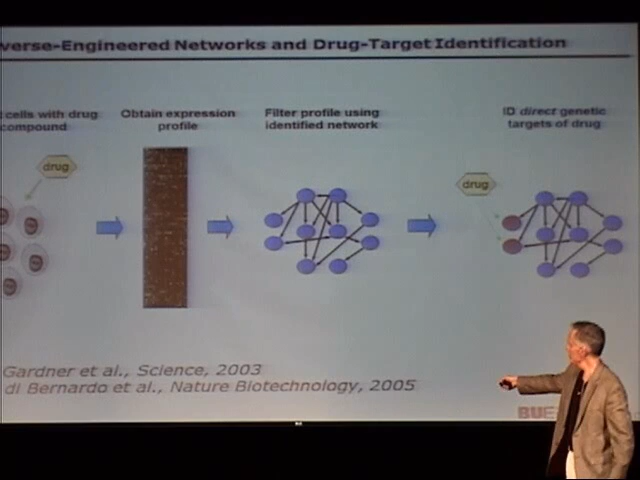 verse-Engineered Networks and Drug-Target Identification
cells with drug
compound
Obtain expression
profile
Filter profile using
identified network
ID direct genetic
targets of drug
drug
drug
Gardner et al., Science, 2003
di Bernardo et al., Nature Biotechnology, 2005
BUE